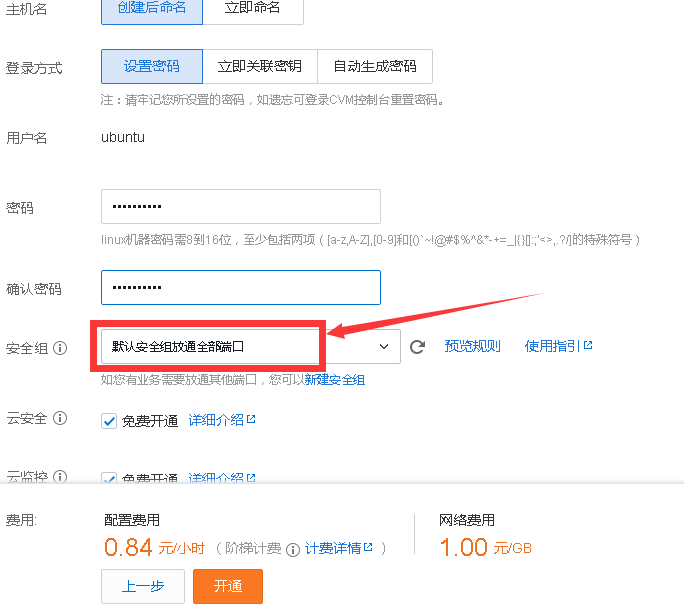 主机名 创建后命名 立即命名
登录方式 设置密码 立即关联密钥 自动生成密码
注：请牢记您所设置的密码，如遗忘可登录CVM控制台重置密码。
用户名 ubuntu
密码 ••••••••••
linux机器密码需8到16位，至少包括两项（[a-z,A-Z],[0-9]和[()`~!@#$%^&*-+=_|{}[]:;'<>,.?/]的特殊符号）
确认密码 ••••••••••
安全组 默认安全组放通全部端口 预览规则 使用指引
如您有业务需要放通其他端口，您可以新建安全组
云安全 免费开通 详细介绍
云监控 免费开通 详细介绍
费用: 配置费用 网络费用
0.84 元/小时 （阶梯计费 计费详情 ） 1.00 元/GB
上一步 开通